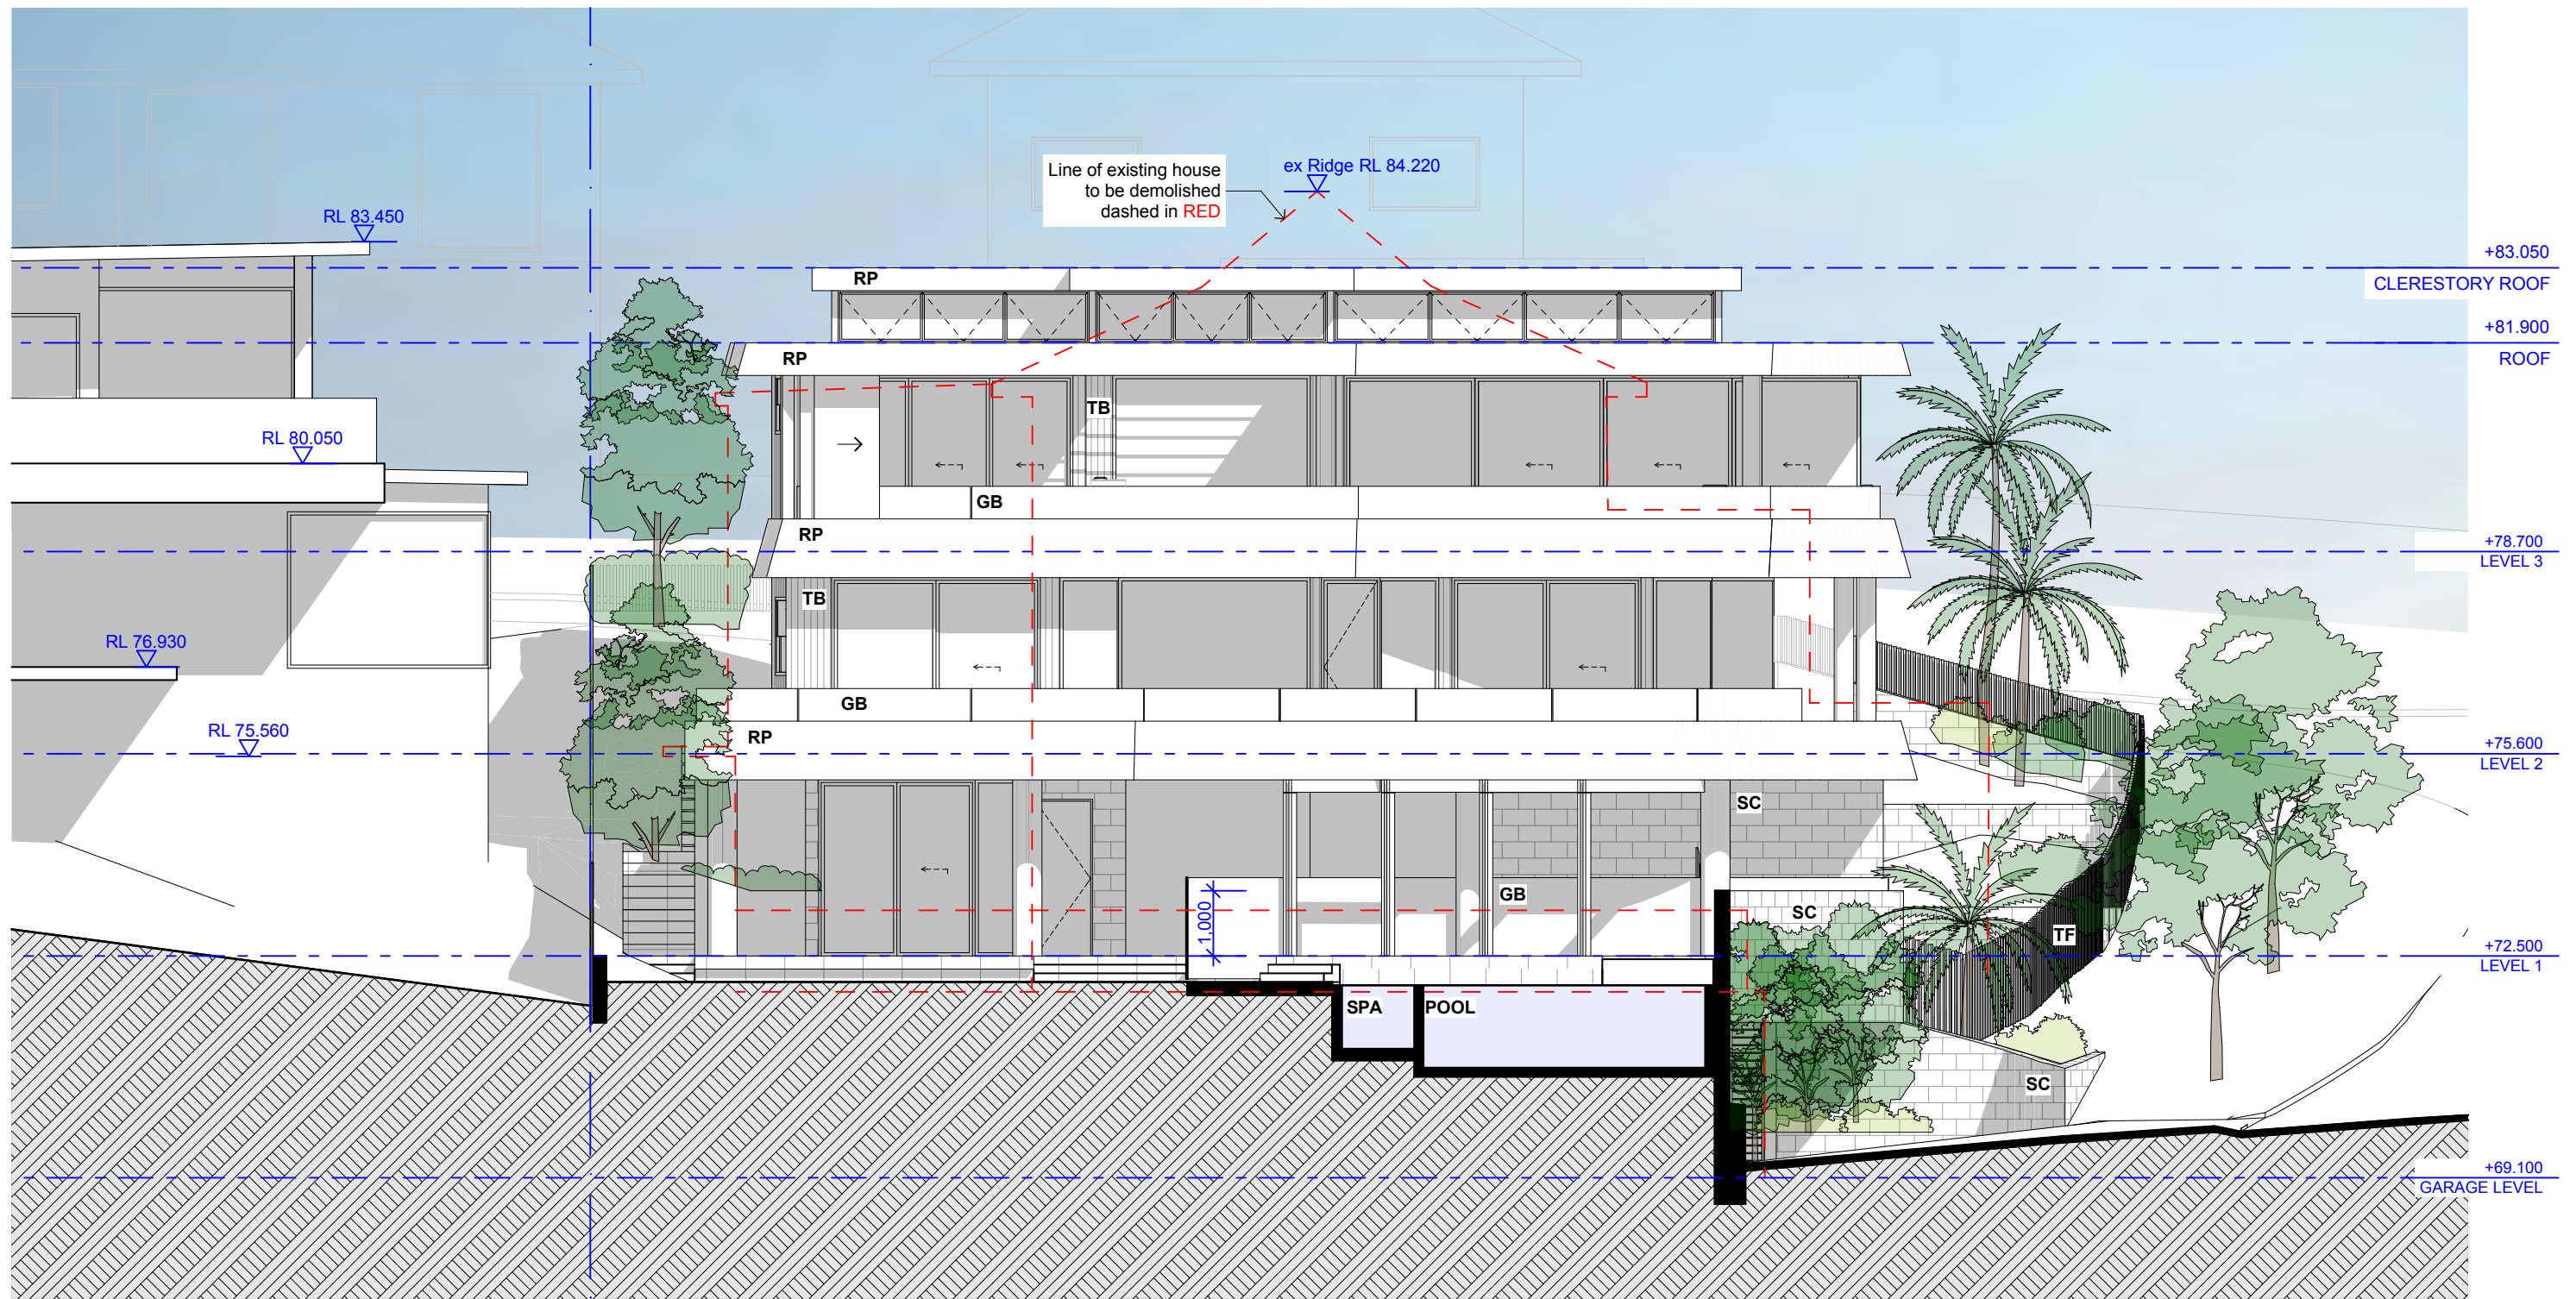 Line of existing house
to be demolished
dashed in RED
ex Ridge RL 84.220
RL 83.450
+83.050
CLERESTORY ROOF
RP
+81.900
ROOF
RP
TB
RL 80.050
GB
RP
+78.700
LEVEL 3
TB
RL 76.930
GB
RL 75.560
RP
+75.600
LEVEL 2
SC
GB
1,000
SC
TF
+72.500
LEVEL 1
SPA
POOL
SC
+69.100
GARAGE LEVEL